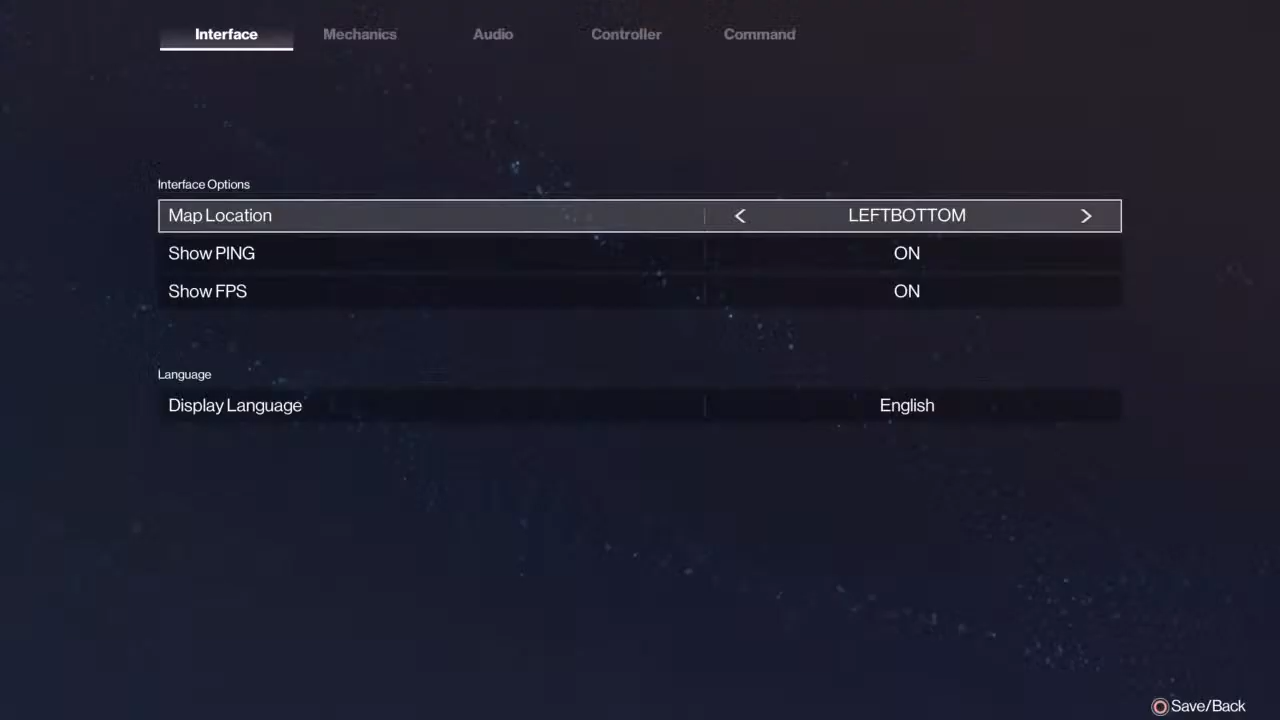 Interface Mechanics Audio Controller Command
Interface Options
Map Location < LEFTBOTTOM >
Show PING ON
Show FPS ON
Language
Display Language English
Save/Back